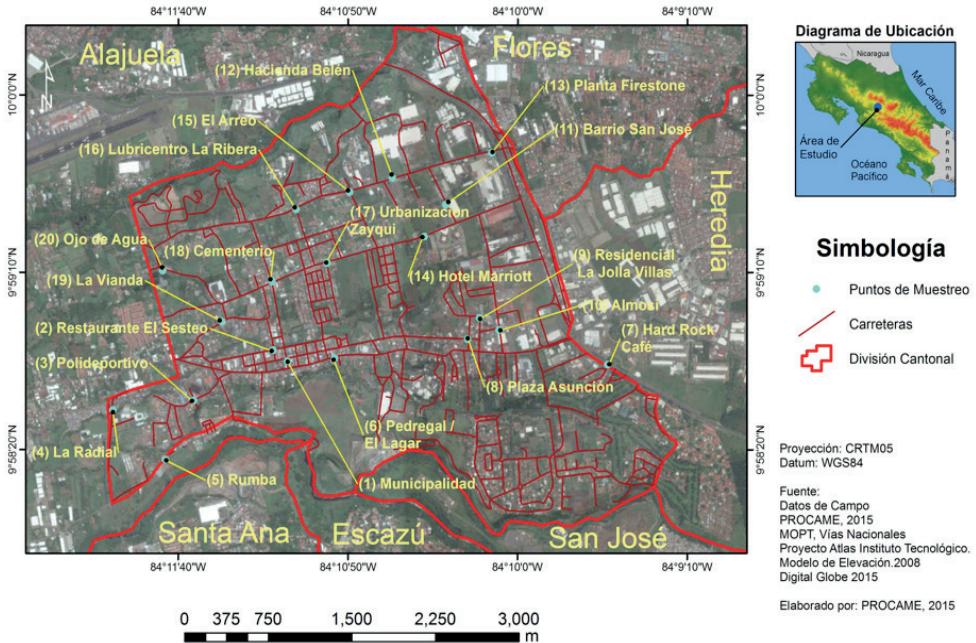 84°11'40"W 84°10'50"W 84°10'0"W 84°9'10"W
Alajuela
Flores
(12) Hacienda Belén
(13) Planta Firestone
(15) El Arreo
(11) Barrio San José
(16) Lubricentro La Ribera
(17) Urbanización
Zayqui
Heredia
(20) Ojo de Agua
(18) Cementerio
(9) Residencial
La Jolla Villas
(19) La Vianda
(14) Hotel Marriott
(10) Almosi
(2) Restaurante El Sesteo
(7) Hard Rock
Café
(3) Polideportivo
(8) Plaza Asunción
(6) Pedregal /
El Lagar
(4) La Radial
(5) Rumba
(1) Municipalidad
Santa Ana
Escazú
San José
10°0'0"N
9°59'10"N
9°58'20"N
10°0'0"N
9°59'10"N
9°58'20"N
84°11'40"W 84°10'50"W 84°10'0"W 84°9'10"W
0 375 750 1,500 2,250 3,000
m
Diagrama de Ubicación
Nicaragua
Mar Caribe
Área de
Estudio
Océano
Pacífico
Panamá
Simbología
Puntos de Muestreo
Carreteras
División Cantonal
Proyección: CRTM05
Datum: WGS84
Fuente:
Datos de Campo
PROCAME, 2015
MOPT, Vías Nacionales
Proyecto Atlas Instituto Tecnológico.
Modelo de Elevación.2008
Digital Globe 2015
Elaborado por: PROCAME, 2015